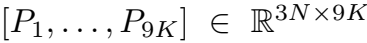 [P_1, . . . , P_{9K}] ∈ ℝ^{3N×9K}